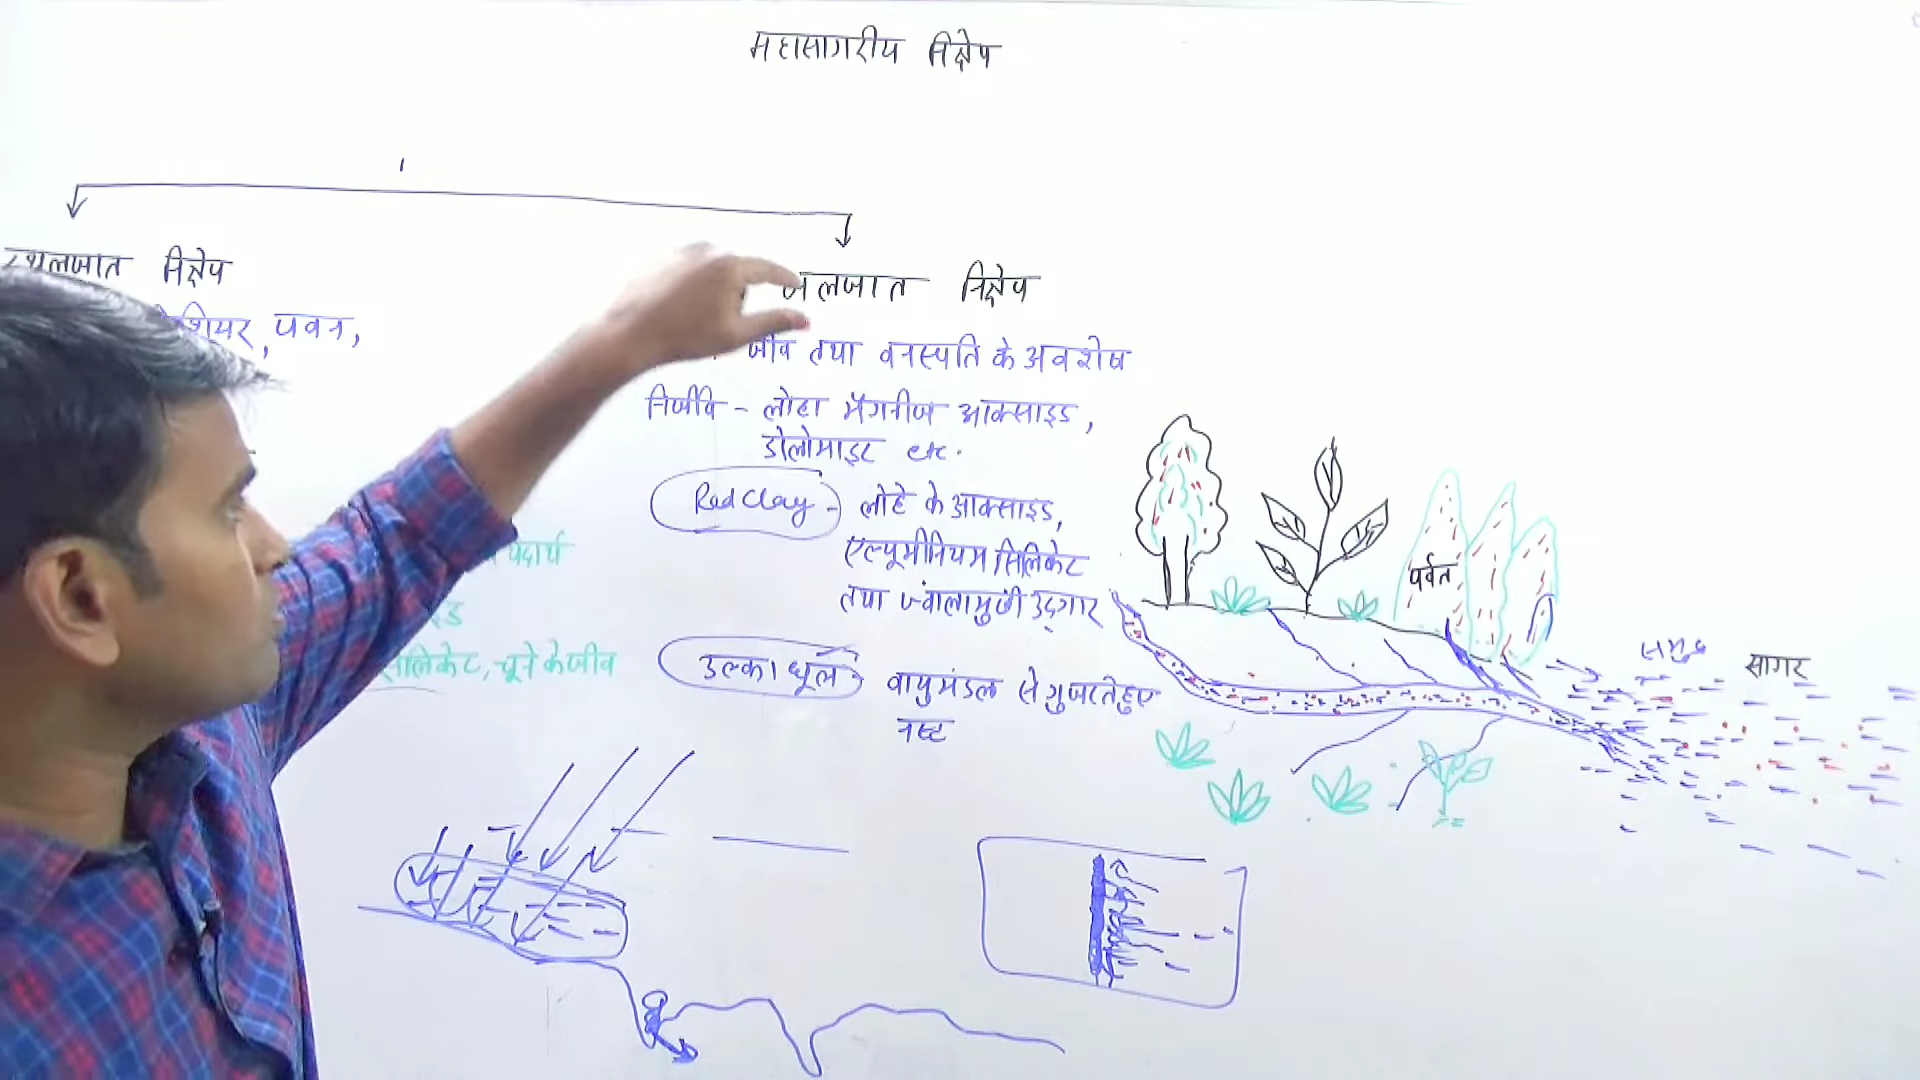 महासागरीय निक्षेप
स्थलजात निक्षेप
पवन,
जलजात निक्षेप
जीव तथा वनस्पति के अवशेष
निर्जीव - लोहा मैंगनीज आक्साइड,
डोलोमाइट etc.
Red clay - लोहे के आक्साइड,
एल्यूमीनियम सिलिकेट
तथा ज्वालामुखी उद्गार
पदार्थ
चूने के जीव
उल्का धूल - वायुमंडल से गुजरते हुए
नष्ट
पर्वत
सागर